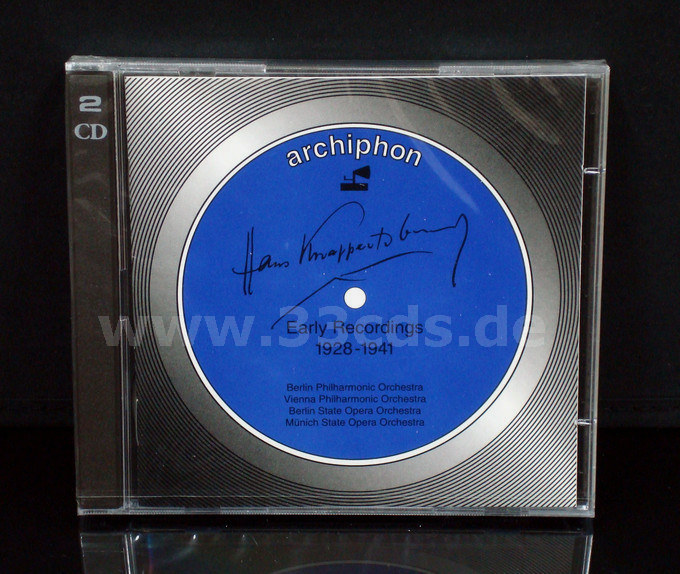 2
CD
archiphon
Hans Knappertsbusch
www.33cds.de
Early Recordings
1928-1941
Berlin Philharmonic Orchestra
Vienna Philharmonic Orchestra
Berlin State Opera Orchestra
Münich State Opera Orchestra